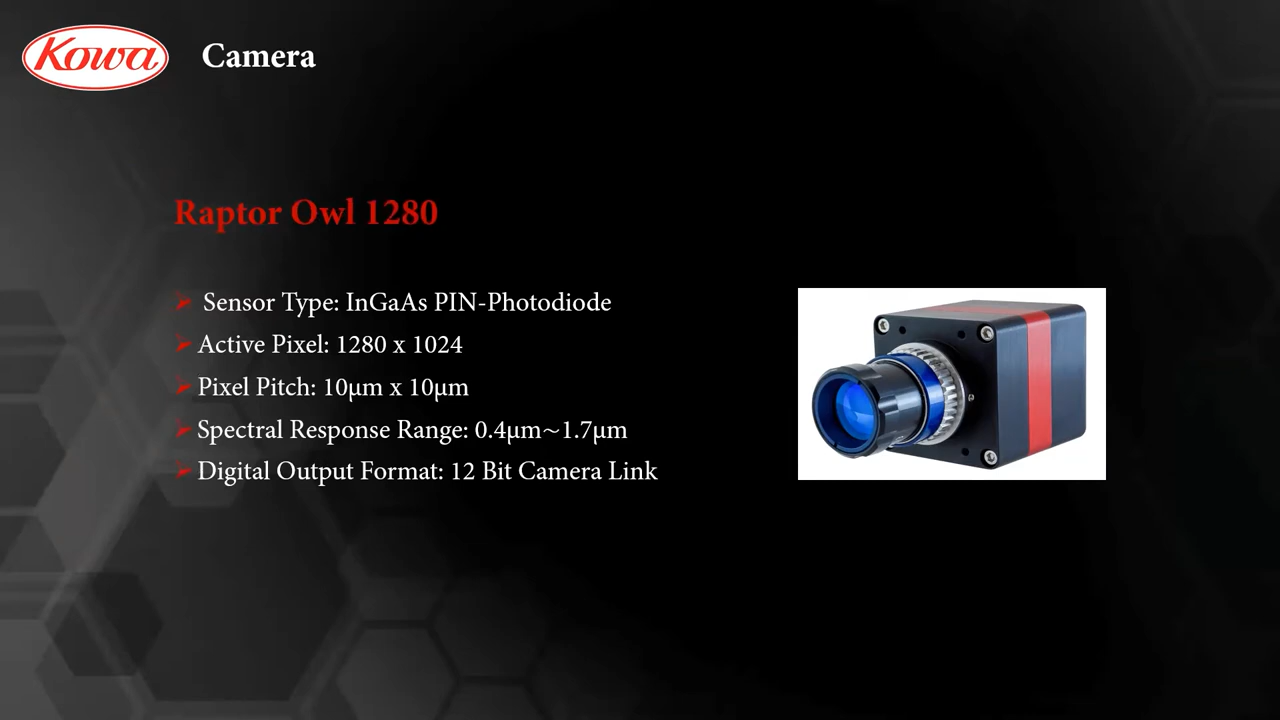 Kowa
Camera
Raptor Owl 1280
Sensor Type: InGaAs PIN-Photodiode
Active Pixel: 1280 x 1024
Pixel Pitch: 10μm x 10μm
Spectral Response Range: 0.4μm~1.7μm
Digital Output Format: 12 Bit Camera Link